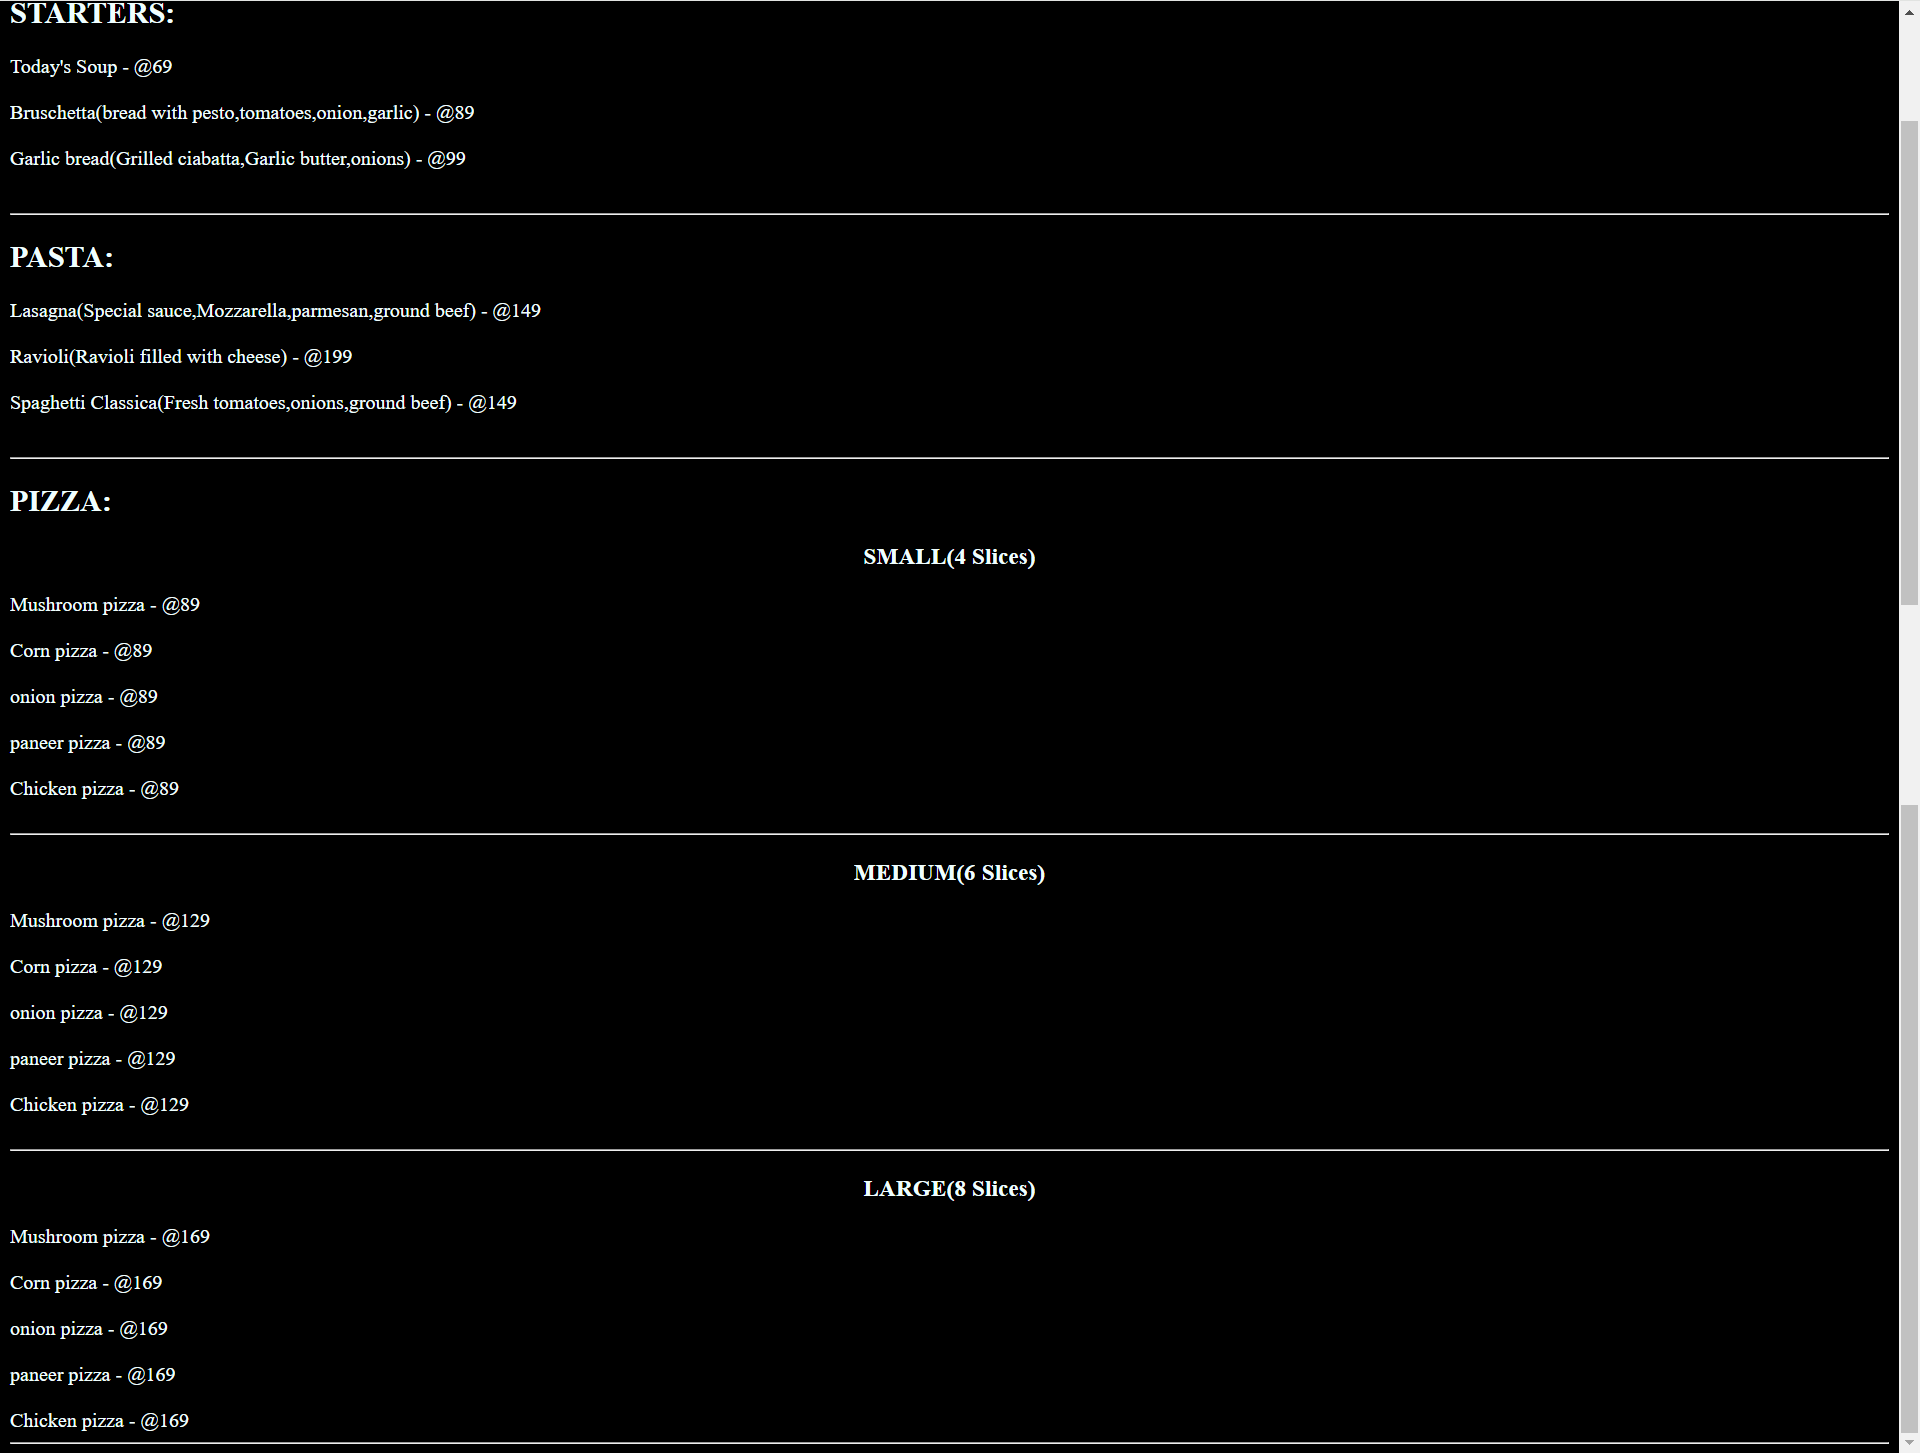 STARTERS:
Today's Soup - @69
Bruschetta(bread with pesto,tomatoes,onion,garlic) - @89
Garlic bread(Grilled ciabatta,Garlic butter,onions) - @99
PASTA:
Lasagna(Special sauce,Mozzarella,parmesan,ground beef) - @149
Ravioli(Ravioli filled with cheese) - @199
Spaghetti Classica(Fresh tomatoes,onions,ground beef) - @149
PIZZA:
SMALL(4 Slices)
Mushroom pizza - @89
Corn pizza - @89
onion pizza - @89
paneer pizza - @89
Chicken pizza - @89
MEDIUM(6 Slices)
Mushroom pizza - @129
Corn pizza - @129
onion pizza - @129
paneer pizza - @129
Chicken pizza - @129
LARGE(8 Slices)
Mushroom pizza - @169
Corn pizza - @169
onion pizza - @169
paneer pizza - @169
Chicken pizza - @169